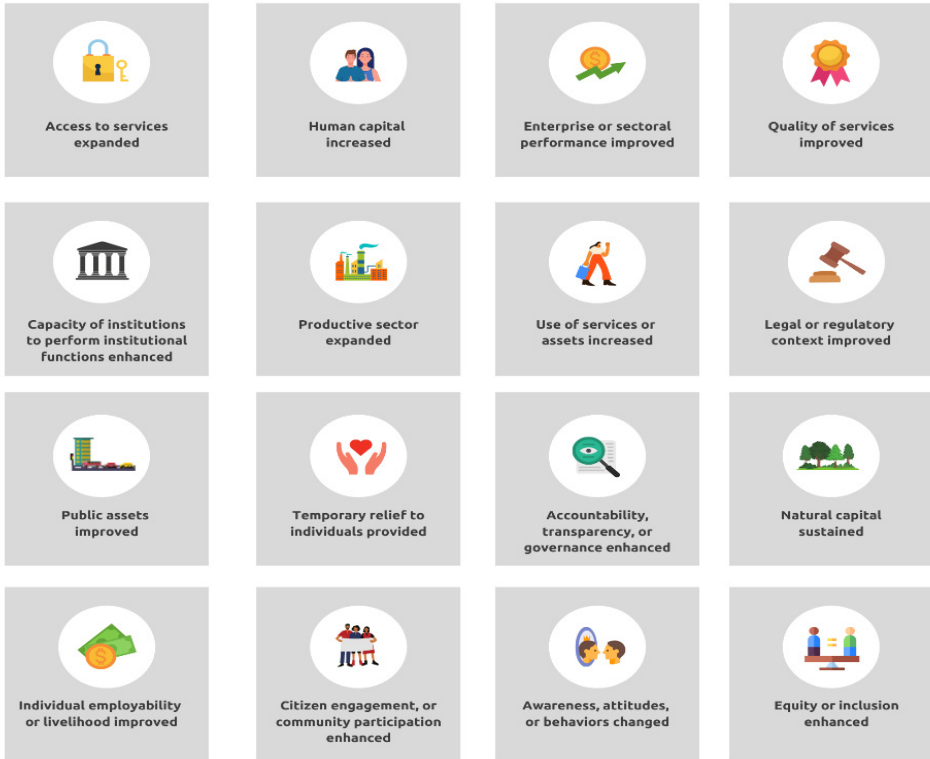 Access to services
expanded
Human capital
increased
Enterprise or sectoral
performance improved
Quality of services
improved
Capacity of institutions
to perform institutional
functions enhanced
Productive sector
expanded
Use of services or
assets increased
Legal or regulatory
context improved
Public assets
improved
Temporary relief to
individuals provided
Accountability,
transparency, or
governance enhanced
Natural capital
sustained
Individual employability
or livelihood improved
Citizen engagement, or
community participation
enhanced
Awareness, attitudes,
or behaviors changed
Equity or inclusion
enhanced